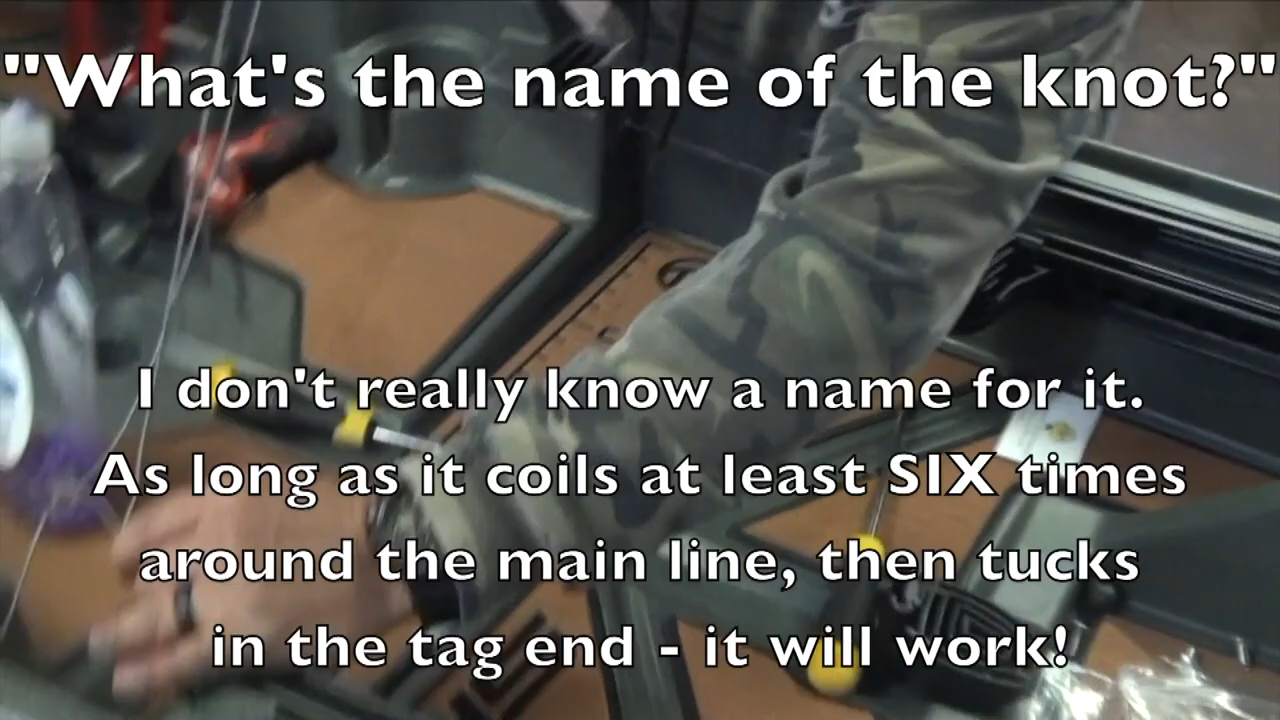 "What's the name of the knot?"
I don't really know a name for it.
As long as it coils at least SIX times
around the main line, then tucks
in the tag end - it will work!